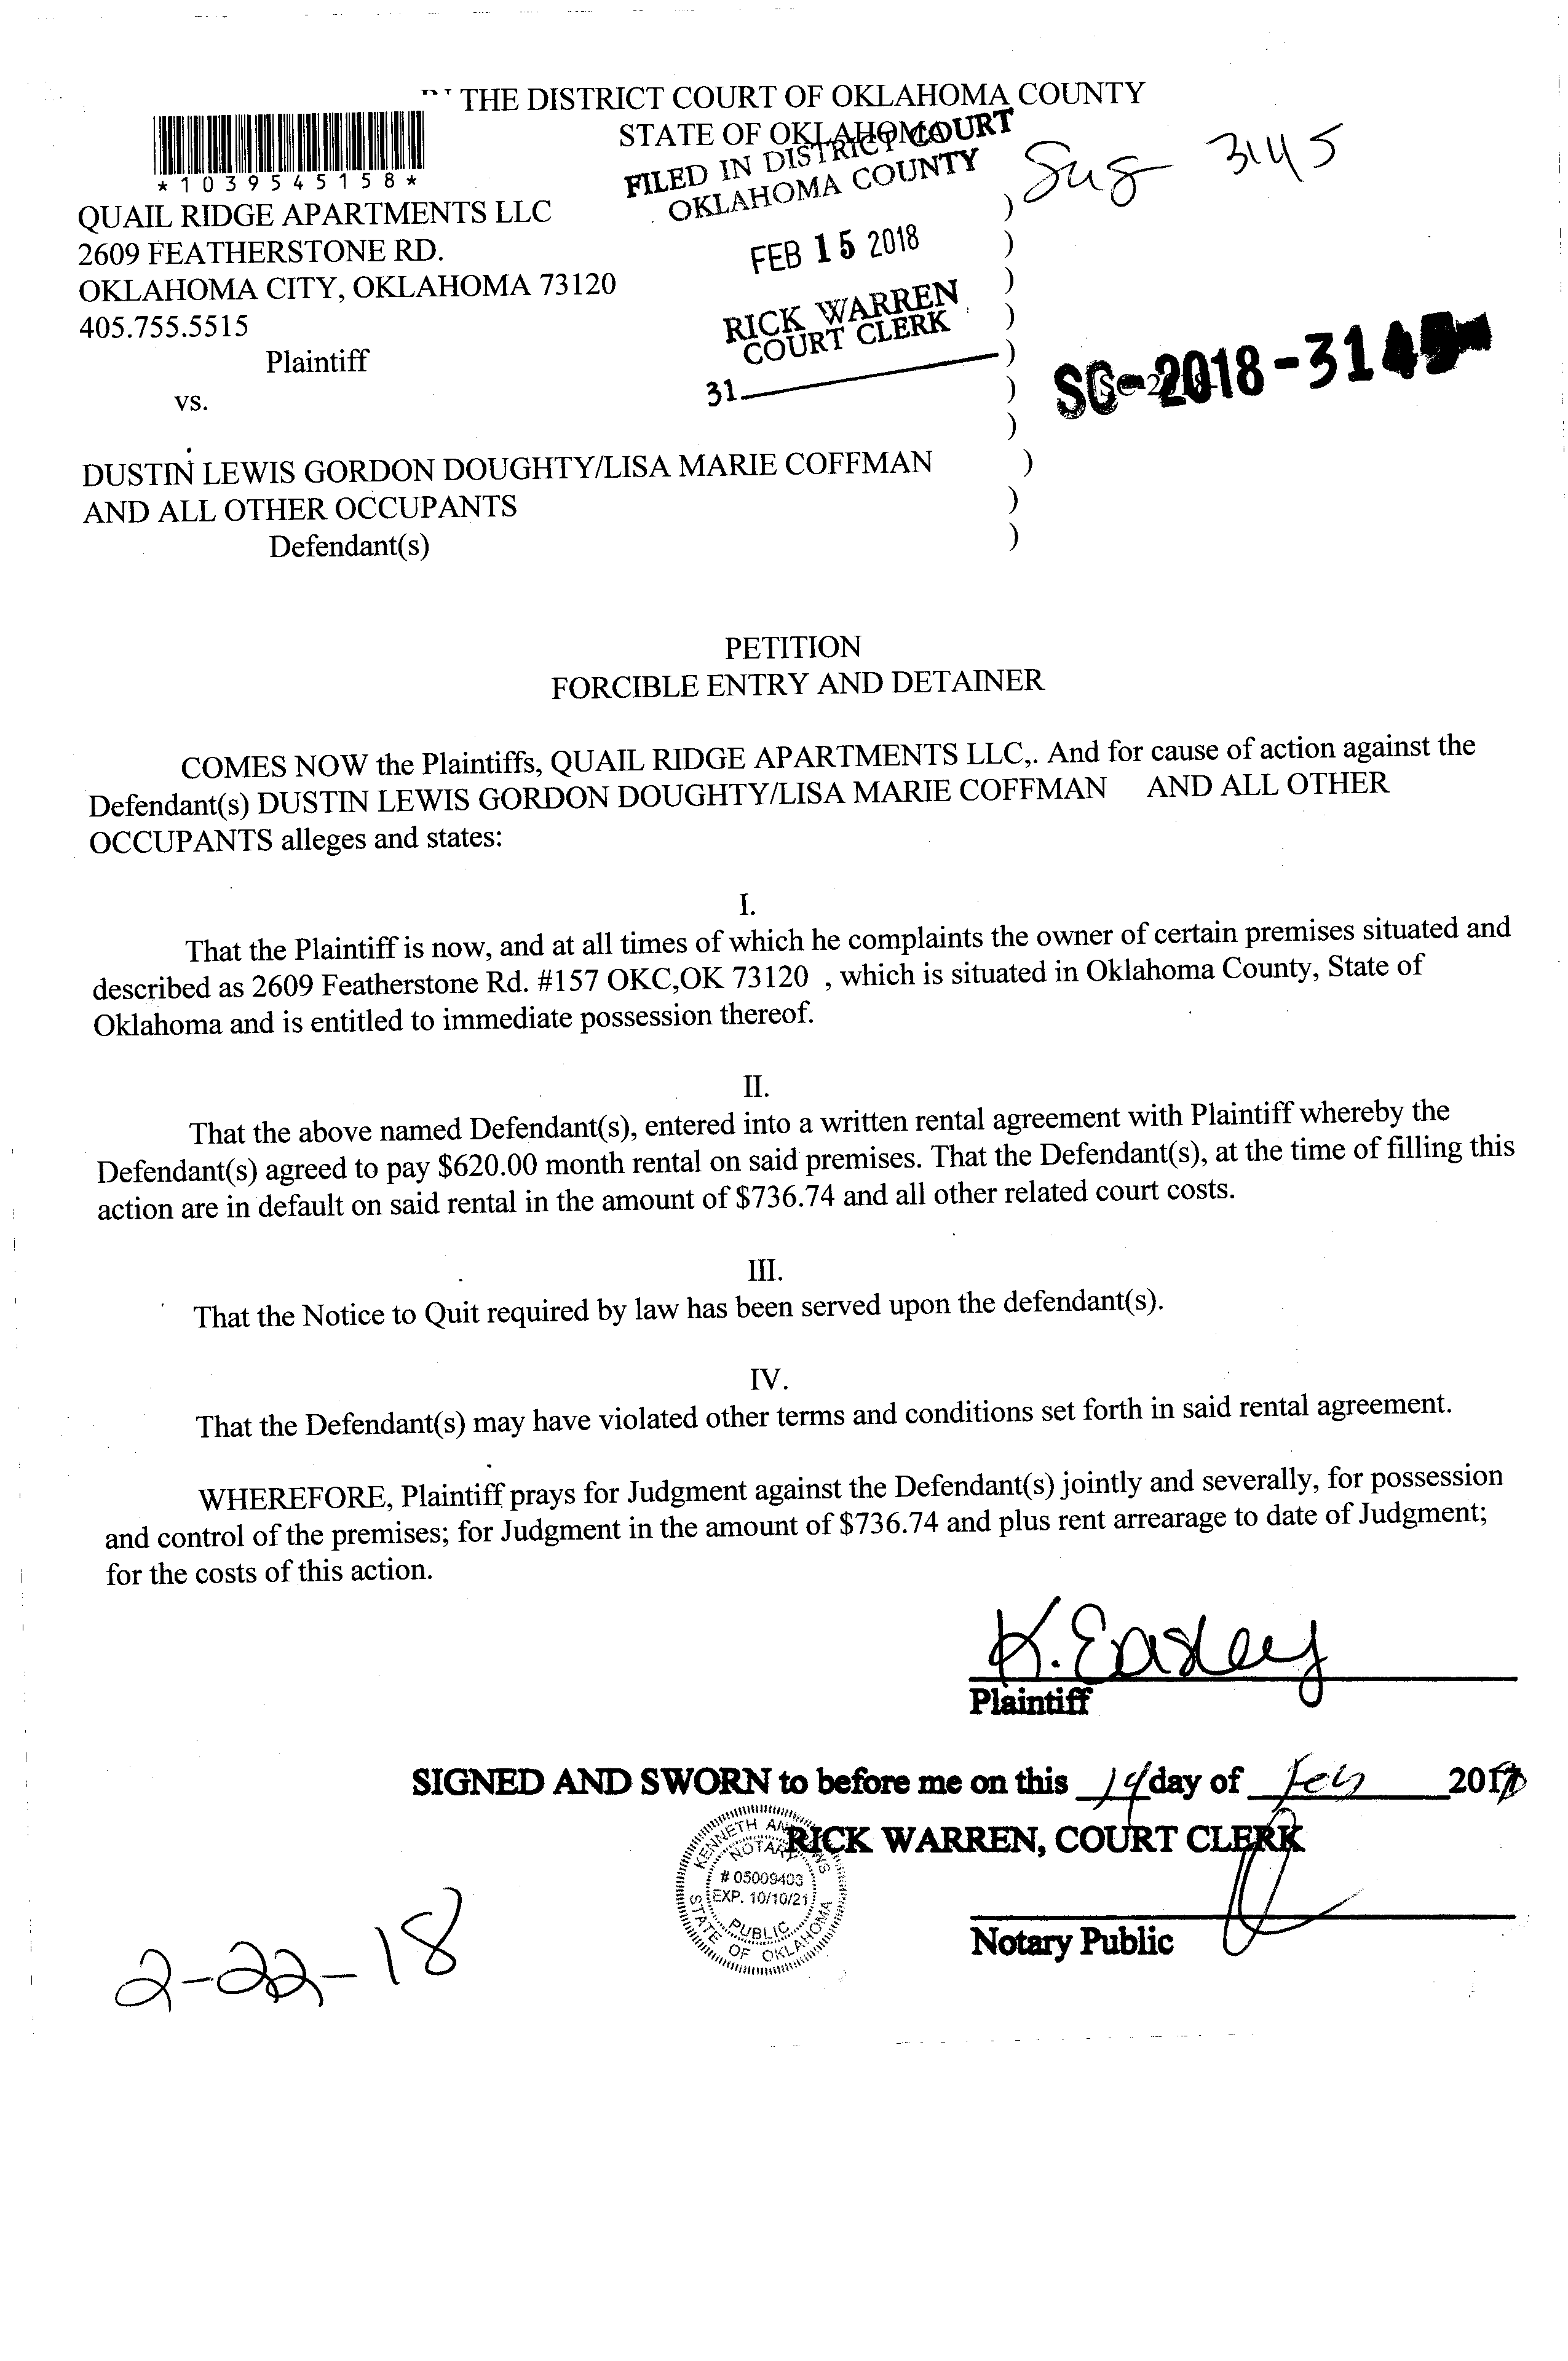 THE DISTRICT COURT OF OKLAHOMA COUNTY
STATE OF OKLAHOMA
FILED IN DISTRICT COURT
OKLAHOMA COUNTY
3145
*1039545158*
QUAIL RIDGE APARTMENTS LLC )
2609 FEATHERSTONE RD. )
FEB 15 2018
OKLAHOMA CITY, OKLAHOMA 73120 )
405.755.5515 )
RICK WARREN
COURT CLERK
Plaintiff )
31
SC-2018-3145
vs. )
)
DUSTIN LEWIS GORDON DOUGHTY/LISA MARIE COFFMAN )
AND ALL OTHER OCCUPANTS )
Defendant(s) )
PETITION
FORCIBLE ENTRY AND DETAINER
COMES NOW the Plaintiffs, QUAIL RIDGE APARTMENTS LLC,. And for cause of action against the
Defendant(s) DUSTIN LEWIS GORDON DOUGHTY/LISA MARIE COFFMAN AND ALL OTHER
OCCUPANTS alleges and states:
I.
That the Plaintiff is now, and at all times of which he complaints the owner of certain premises situated and
described as 2609 Featherstone Rd. #157 OKC,OK 73120 , which is situated in Oklahoma County, State of
Oklahoma and is entitled to immediate possession thereof.
II.
That the above named Defendant(s), entered into a written rental agreement with Plaintiff whereby the
Defendant(s) agreed to pay $620.00 month rental on said premises. That the Defendant(s), at the time of filling this
action are in default on said rental in the amount of $736.74 and all other related court costs.
III.
That the Notice to Quit required by law has been served upon the defendant(s).
IV.
That the Defendant(s) may have violated other terms and conditions set forth in said rental agreement.
WHEREFORE, Plaintiff prays for Judgment against the Defendant(s) jointly and severally, for possession
and control of the premises; for Judgment in the amount of $736.74 and plus rent arrearage to date of Judgment;
for the costs of this action.
K. Easley
Plaintiff
SIGNED AND SWORN to before me on this 14 day of Feb 201
RICK WARREN, COURT CLERK
KENNETH ANDREWS
NOTARY
# 05009403
EXP. 10/10/21
PUBLIC
STATE OF OKLAHOMA
Notary Public
2-22-18